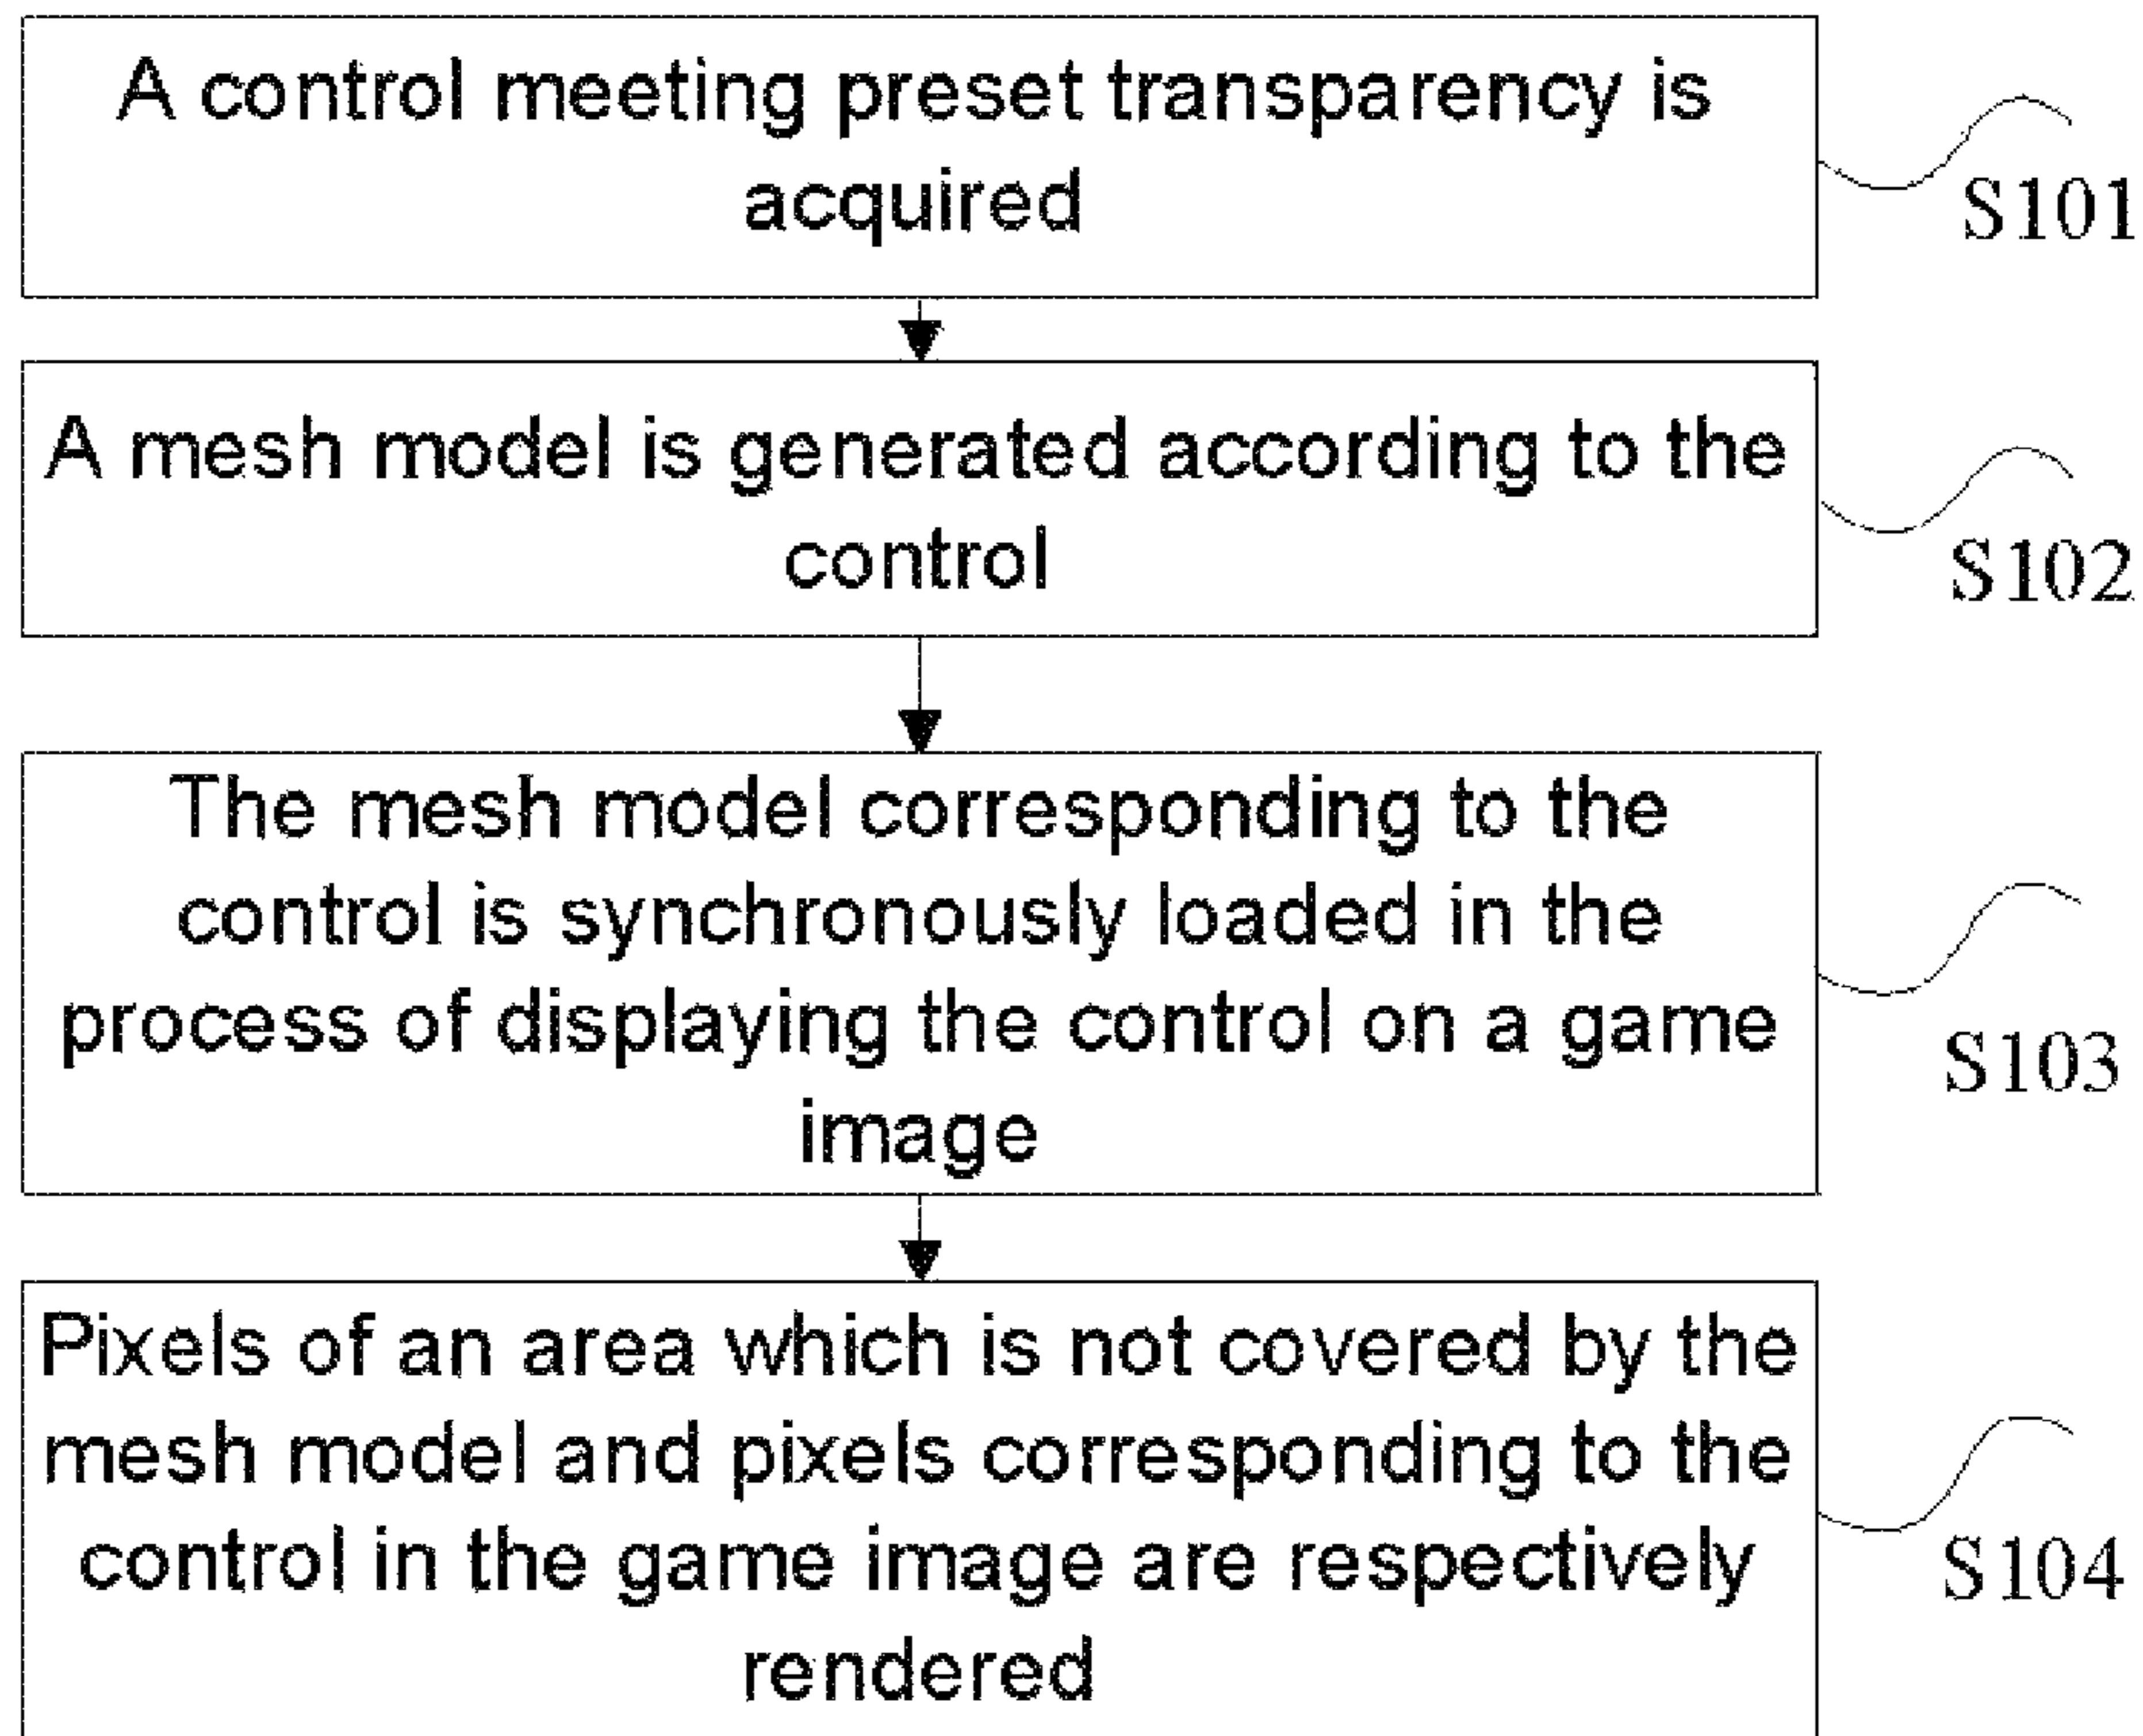 A control meeting preset transparency is
acquired
S101
A mesh model is generated according to the
control
S102
The mesh model corresponding to the
control is synchronously loaded in the
process of displaying the control on a game
image
S103
Pixels of an area which is not covered by the
mesh model and pixels corresponding to the
control in the game image are respectively
rendered
S104